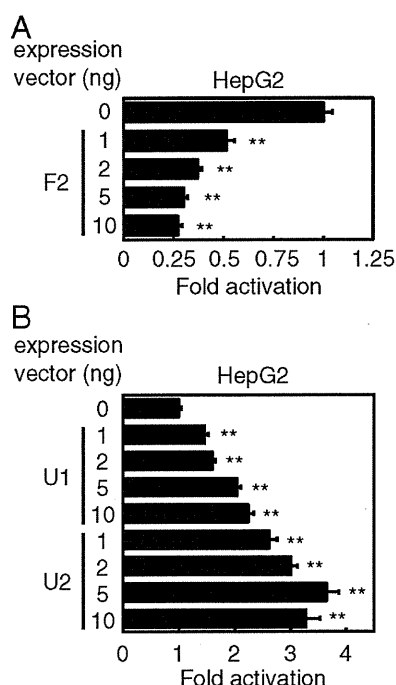 A
expression
vector (ng)
HepG2
0
F2
1
**
2
**
5
**
10
**
0 0.25 0.5 0.75 1 1.25
Fold activation
B
expression
vector (ng)
HepG2
0
U1
1
**
2
**
5
**
10
**
U2
1
**
2
**
5
**
10
**
0 1 2 3 4
Fold activation